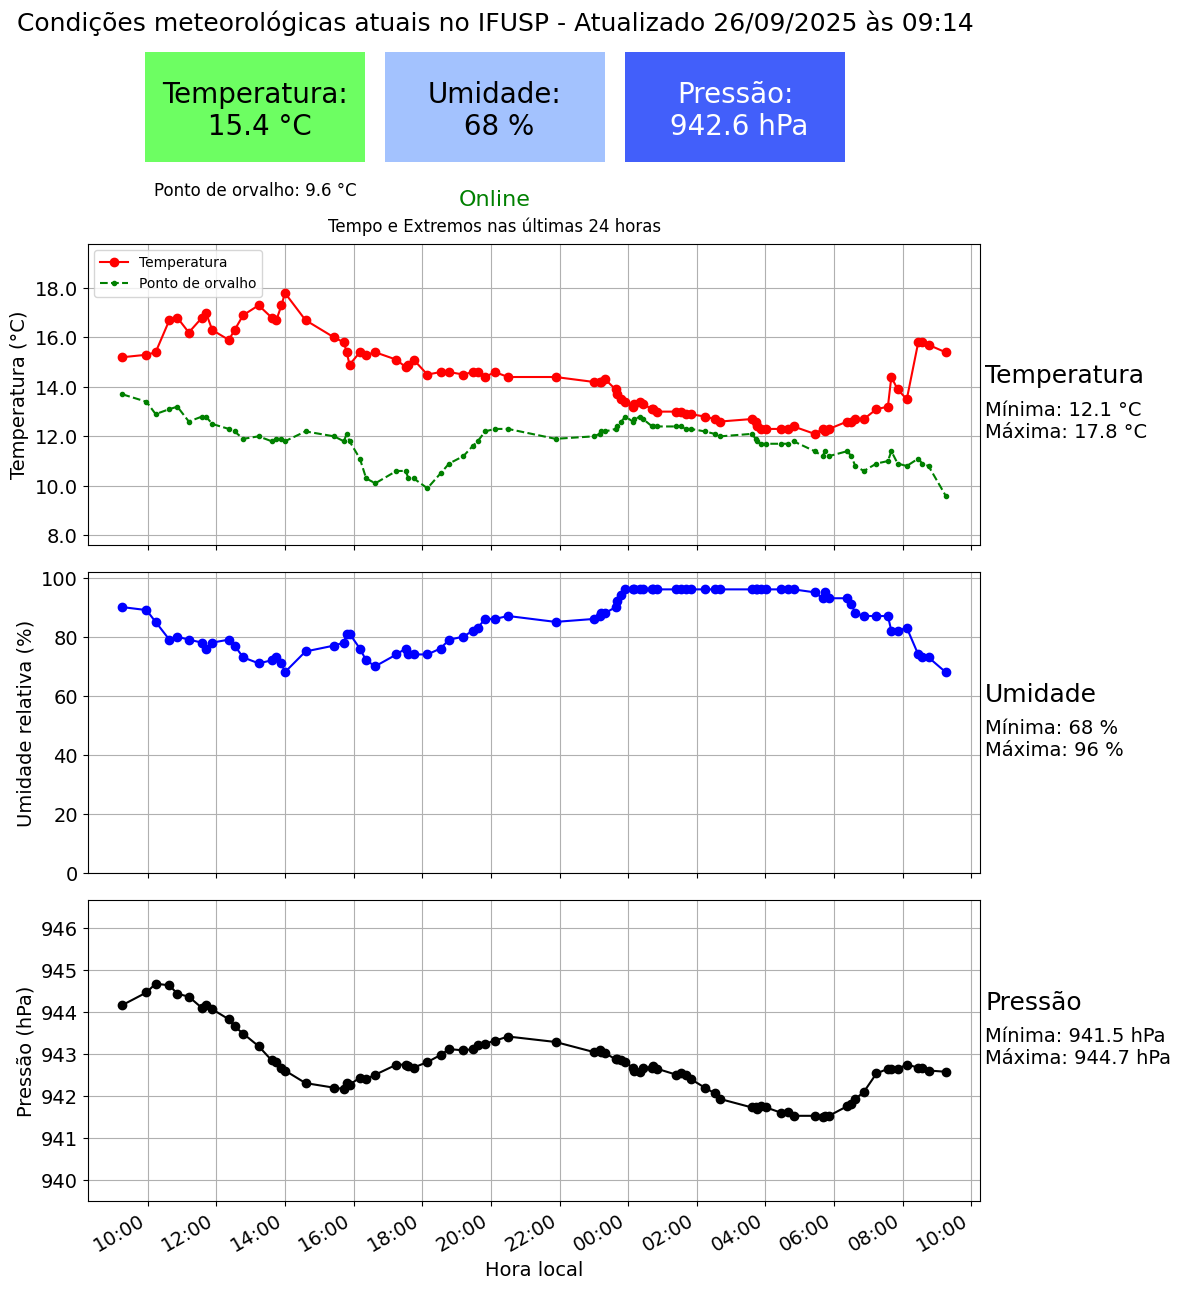 Condições meteorológicas atuais no IFUSP - Atualizado 26/09/2025 às 09:14
Temperatura:
15.4 °C
Umidade:
68 %
Pressão:
942.6 hPa
Ponto de orvalho: 9.6 °C
Online
Tempo e Extremos nas últimas 24 horas
Temperatura
Ponto de orvalho
Temperatura (°C)
18.0
16.0
14.0
12.0
10.0
8.0
Temperatura
Mínima: 12.1 °C
Máxima: 17.8 °C
Umidade relativa (%)
100
80
60
40
20
0
Umidade
Mínima: 68 %
Máxima: 96 %
Pressão (hPa)
946
945
944
943
942
941
940
Pressão
Mínima: 941.5 hPa
Máxima: 944.7 hPa
10:00 12:00 14:00 16:00 18:00 20:00 22:00 00:00 02:00 04:00 06:00 08:00 10:00
Hora local